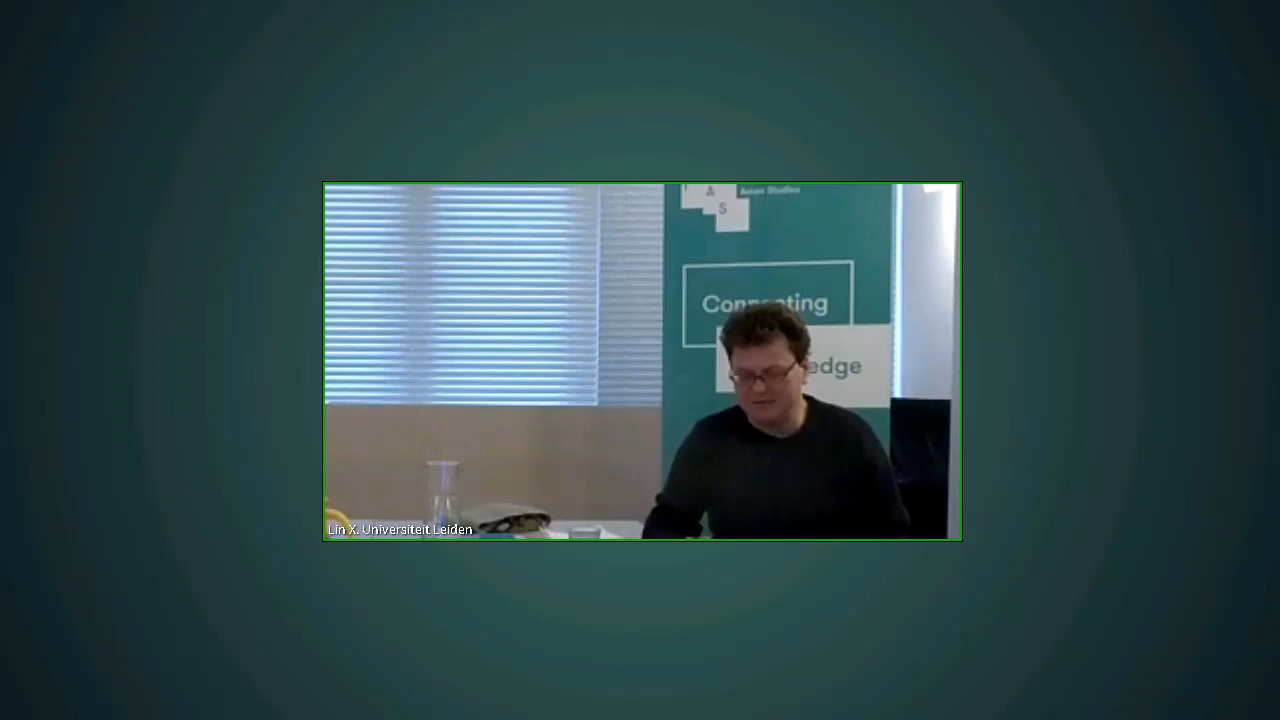 A
Asian Studies
S
Connecting
edge
Lin X. Universiteit Leiden